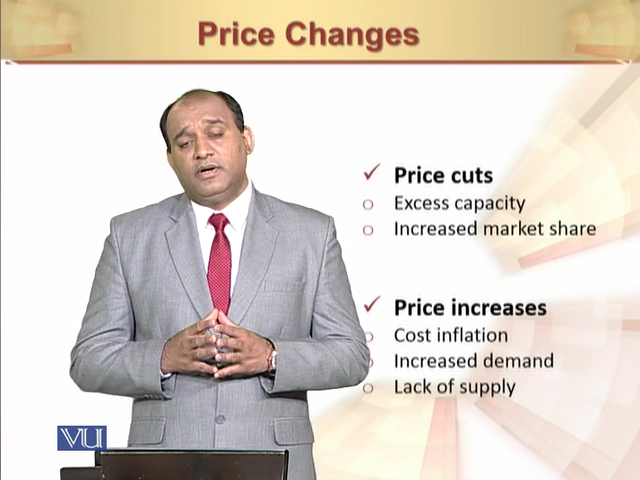 Price Changes
Price cuts
Excess capacity
Increased market share
Price increases
Cost inflation
Increased demand
Lack of supply
VU